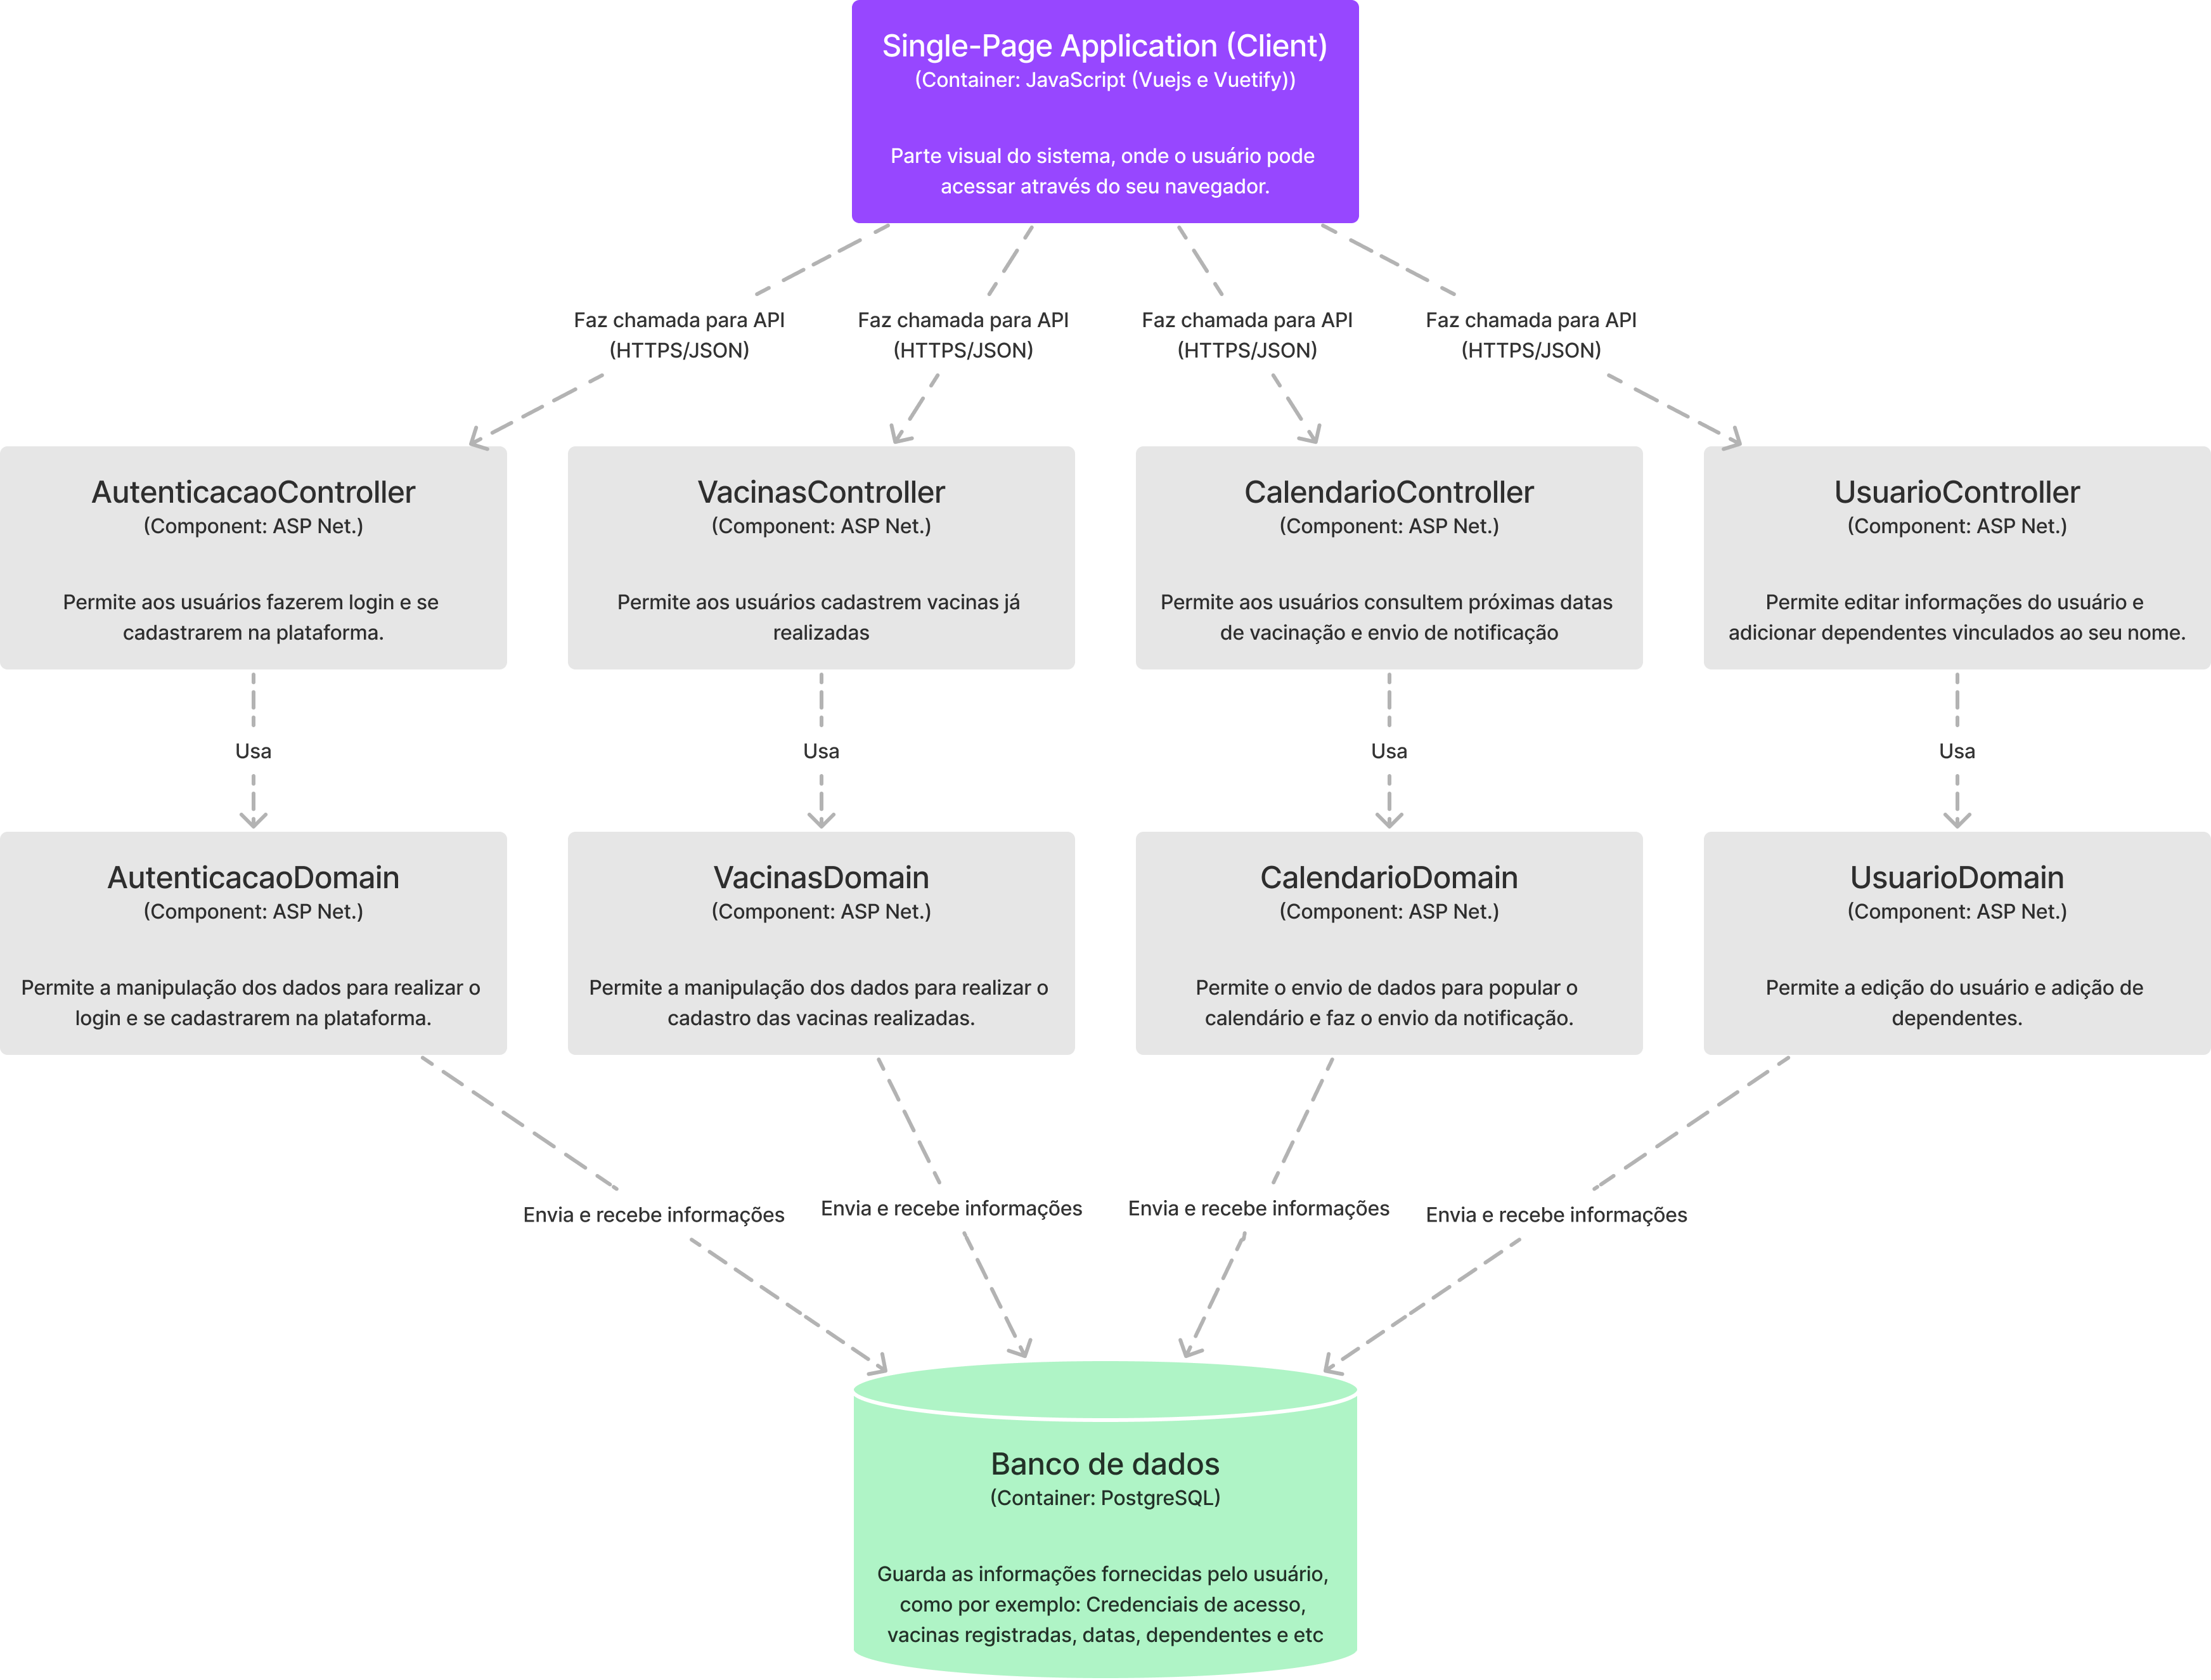 Single-Page Application (Client)
(Container: JavaScript (Vuejs e Vuetify))
Parte visual do sistema, onde o usuário pode
acessar através do seu navegador.
Faz chamada para API
(HTTPS/JSON)
Faz chamada para API
(HTTPS/JSON)
Faz chamada para API
(HTTPS/JSON)
Faz chamada para API
(HTTPS/JSON)
AutenticacaoController
(Component: ASP Net.)
Permite aos usuários fazerem login e se
cadastrarem na plataforma.
VacinasController
(Component: ASP Net.)
Permite aos usuários cadastrem vacinas já
realizadas
CalendarioController
(Component: ASP Net.)
Permite aos usuários consultem próximas datas
de vacinação e envio de notificação
UsuarioController
(Component: ASP Net.)
Permite editar informações do usuário e
adicionar dependentes vinculados ao seu nome.
Usa
Usa
Usa
Usa
AutenticacaoDomain
(Component: ASP Net.)
Permite a manipulação dos dados para realizar o
login e se cadastrarem na plataforma.
VacinasDomain
(Component: ASP Net.)
Permite a manipulação dos dados para realizar o
cadastro das vacinas realizadas.
CalendarioDomain
(Component: ASP Net.)
Permite o envio de dados para popular o
calendário e faz o envio da notificação.
UsuarioDomain
(Component: ASP Net.)
Permite a edição do usuário e adição de
dependentes.
Envia e recebe informações
Envia e recebe informações
Envia e recebe informações
Envia e recebe informações
Banco de dados
(Container: PostgreSQL)
Guarda as informações fornecidas pelo usuário,
como por exemplo: Credenciais de acesso,
vacinas registradas, datas, dependentes e etc